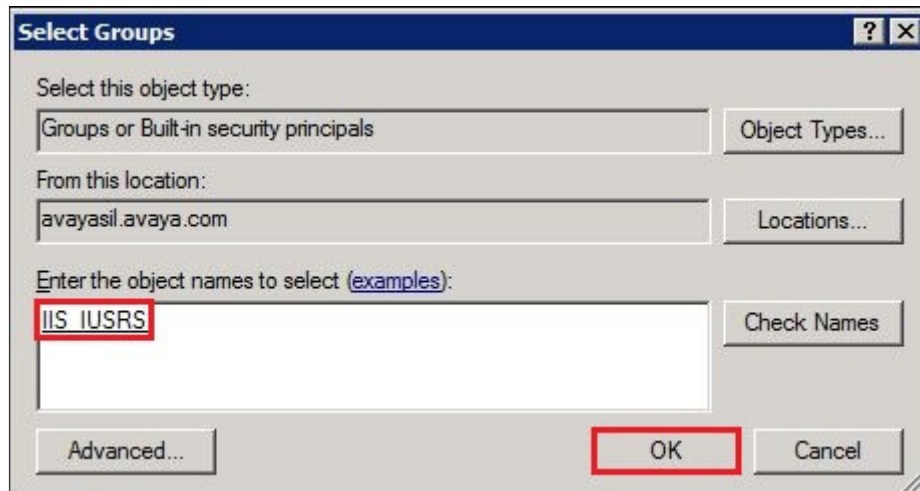 Select Groups
Select this object type:
Groups or Built-in security principals
Object Types...
From this location:
avayasil.avaya.com
Locations...
Enter the object names to select (examples):
IIS_IUSRS
Check Names
Advanced...
OK
Cancel